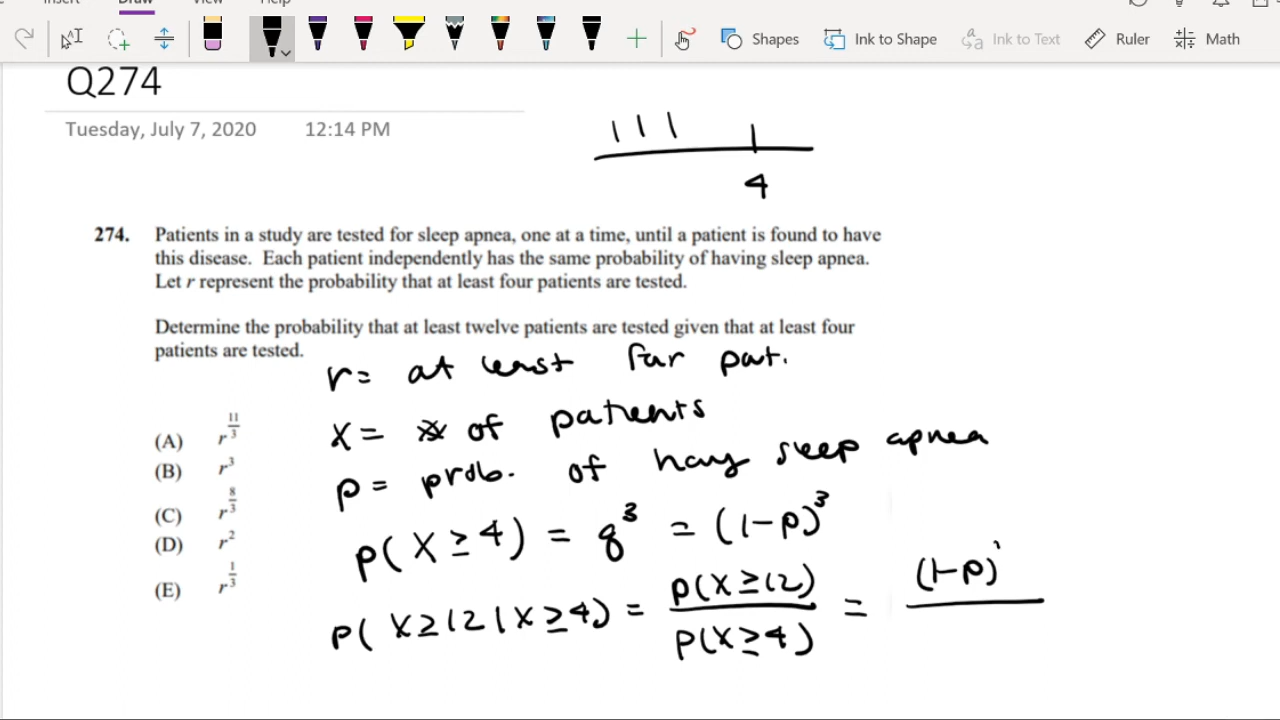 Insert Draw View
Shapes Ink to Shape Ink to Text Ruler Math
Q274
Tuesday, July 7, 2020 12:14 PM
4
274. Patients in a study are tested for sleep apnea, one at a time, until a patient is found to have
this disease. Each patient independently has the same probability of having sleep apnea.
Let r represent the probability that at least four patients are tested.
Determine the probability that at least twelve patients are tested given that at least four
patients are tested.
r = at least four pat.
(A) r^{11/3}
X = # of patients
(B) r^3
p = prob. of havg sleep apnea
(C) r^{8/3}
(D) r^2
P(X ≥ 4) = q^3 = (1-p)^3
(E) r^{1/3}
P(X ≥ 12 | X ≥ 4) = P(X ≥ 12) / P(X ≥ 4) = (1-p)